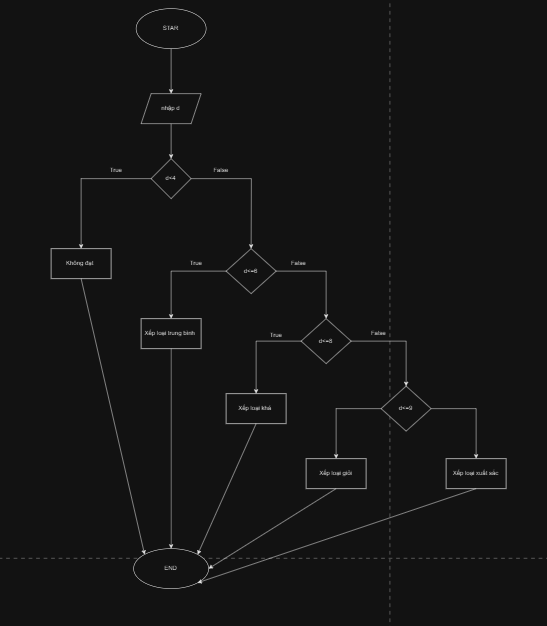 STAR
nhập d
True
False
d<4
Không đạt
True
False
d<=6
Xếp loại trung bình
True
False
d<=8
Xếp loại khá
d<=9
Xếp loại giỏi
Xếp loại xuất sắc
END